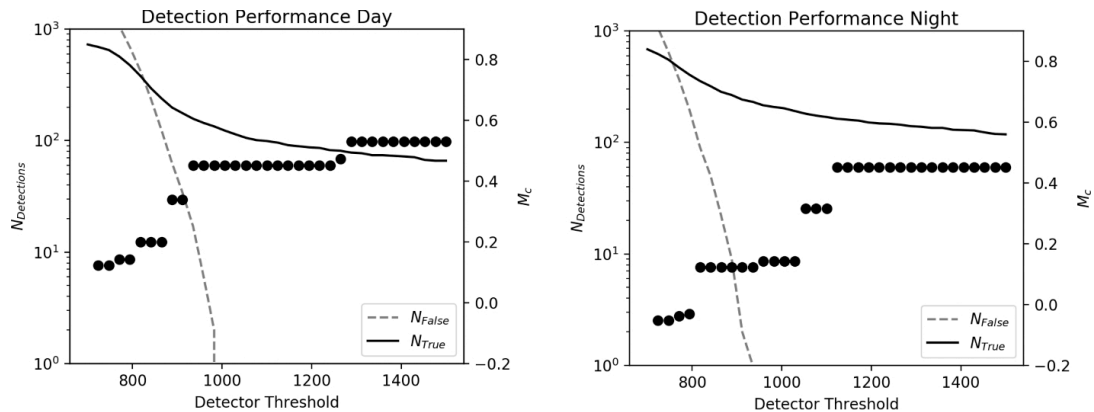 Detection Performance Day
10³
10²
10¹
10⁰
N_Detections
0.8
0.6
0.4
0.2
0.0
−0.2
M_c
800
1000
1200
1400
Detector Threshold
N_False
N_True
Detection Performance Night
10³
10²
10¹
10⁰
N_Detections
0.8
0.6
0.4
0.2
0.0
−0.2
M_c
800
1000
1200
1400
Detector Threshold
N_False
N_True